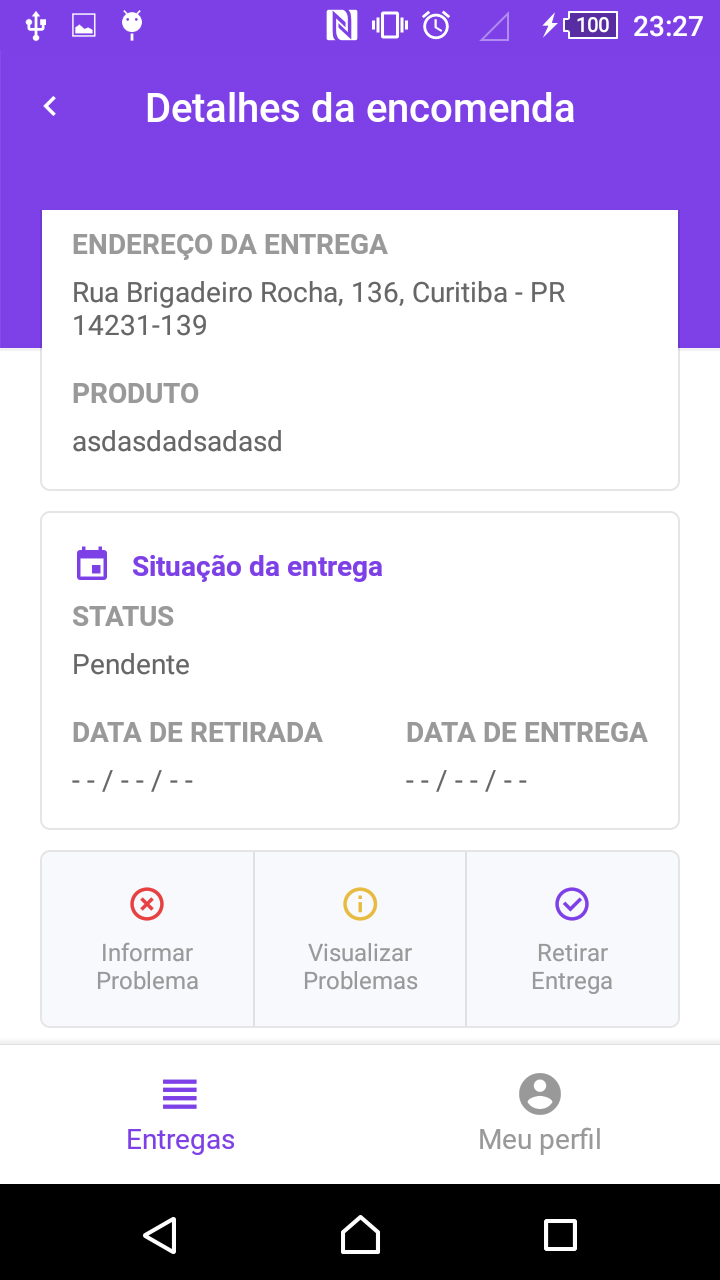 100 23:27
Detalhes da encomenda
ENDEREÇO DA ENTREGA
Rua Brigadeiro Rocha, 136, Curitiba - PR
14231-139
PRODUTO
asdasdadsadasd
Situação da entrega
STATUS
Pendente
DATA DE RETIRADA DATA DE ENTREGA
- - / - - / - - - - / - - / - -
Informar Visualizar Retirar
Problema Problemas Entrega
Entregas Meu perfil